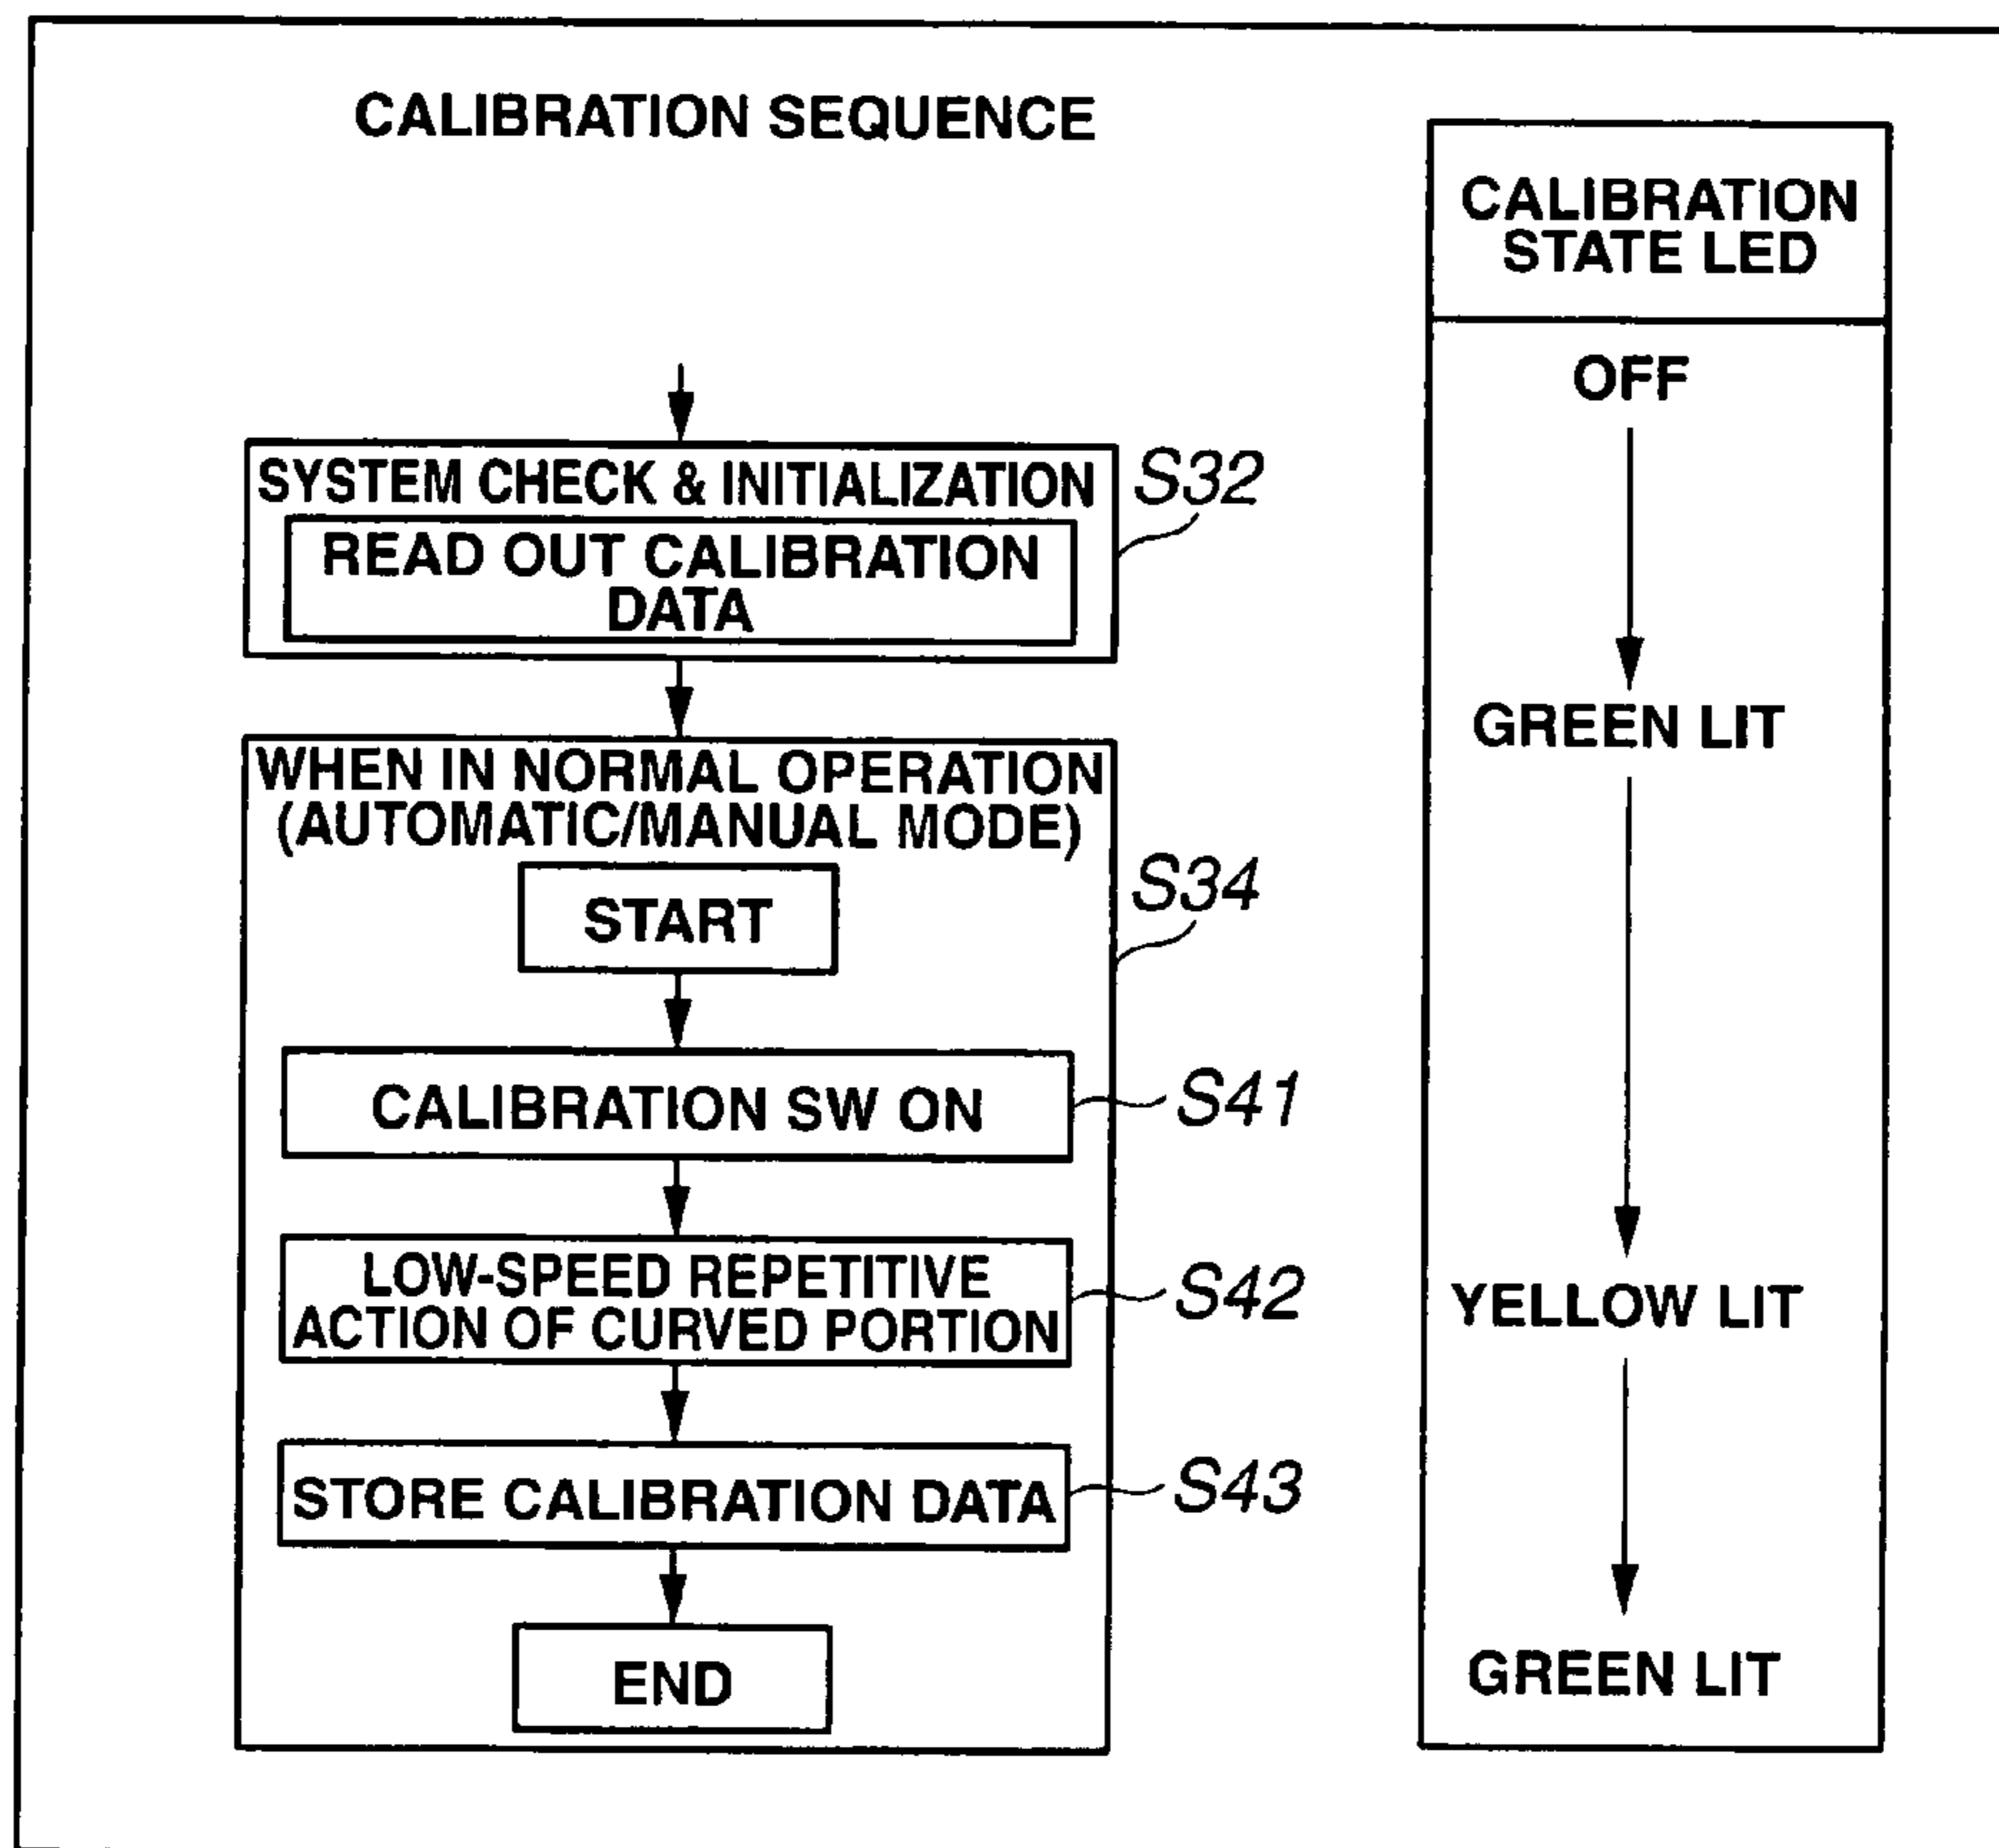 CALIBRATION SEQUENCE
SYSTEM CHECK & INITIALIZATION
READ OUT CALIBRATION
DATA
S32
WHEN IN NORMAL OPERATION
(AUTOMATIC/MANUAL MODE)
S34
START
CALIBRATION SW ON
S41
LOW-SPEED REPETITIVE
ACTION OF CURVED PORTION
S42
STORE CALIBRATION DATA
S43
END
CALIBRATION
STATE LED
OFF
GREEN LIT
YELLOW LIT
GREEN LIT